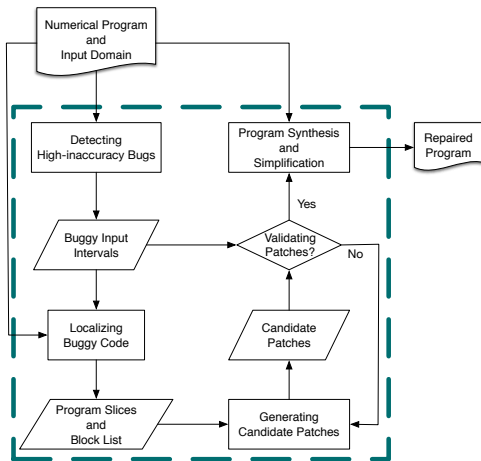 Numerical Program
and
Input Domain
Detecting
High-inaccuracy Bugs
Program Synthesis
and
Simplification
Repaired
Program
Yes
Buggy Input
Intervals
Validating
Patches?
No
Localizing
Buggy Code
Candidate
Patches
Program Slices
and
Block List
Generating
Candidate Patches